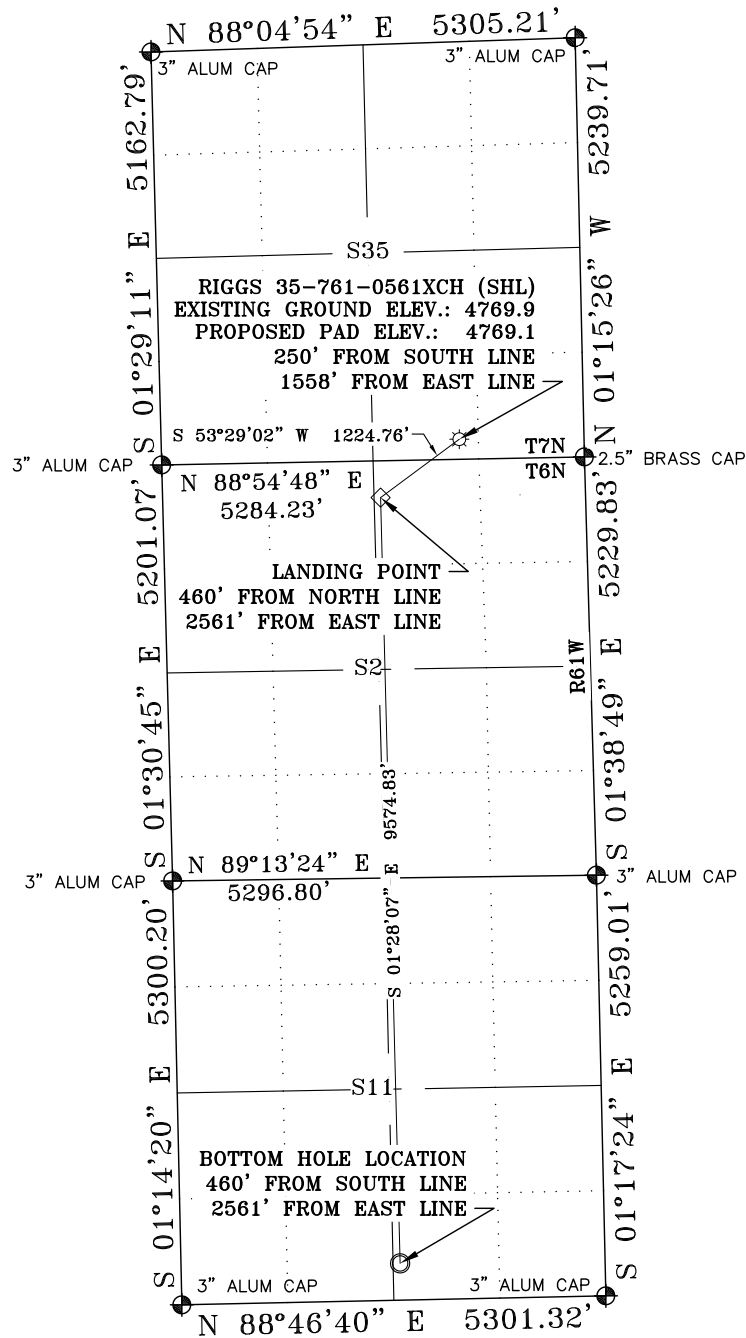 N 88°04'54" E 5305.21'
3" ALUM CAP
3" ALUM CAP
S 01°29'11" E 5162.79'
N 01°15'26" W 5239.71'
S35
RIGGS 35-761-0561XCH (SHL)
EXISTING GROUND ELEV.: 4769.9
PROPOSED PAD ELEV.: 4769.1
250' FROM SOUTH LINE
1558' FROM EAST LINE
S 53°29'02" W 1224.76'
T7N
3" ALUM CAP
2.5" BRASS CAP
T6N
N 88°54'48" E
5284.23'
S 01°30'45" E 5201.07'
S 01°38'49" E 5229.83'
LANDING POINT
460' FROM NORTH LINE
2561' FROM EAST LINE
S2
R61W
S 01°28'07" E 9574.83'
N 89°13'24" E
5296.80'
3" ALUM CAP
3" ALUM CAP
S 01°14'20" E 5300.20'
S 01°17'24" E 5259.01'
S11
BOTTOM HOLE LOCATION
460' FROM SOUTH LINE
2561' FROM EAST LINE
3" ALUM CAP
3" ALUM CAP
N 88°46'40" E 5301.32'